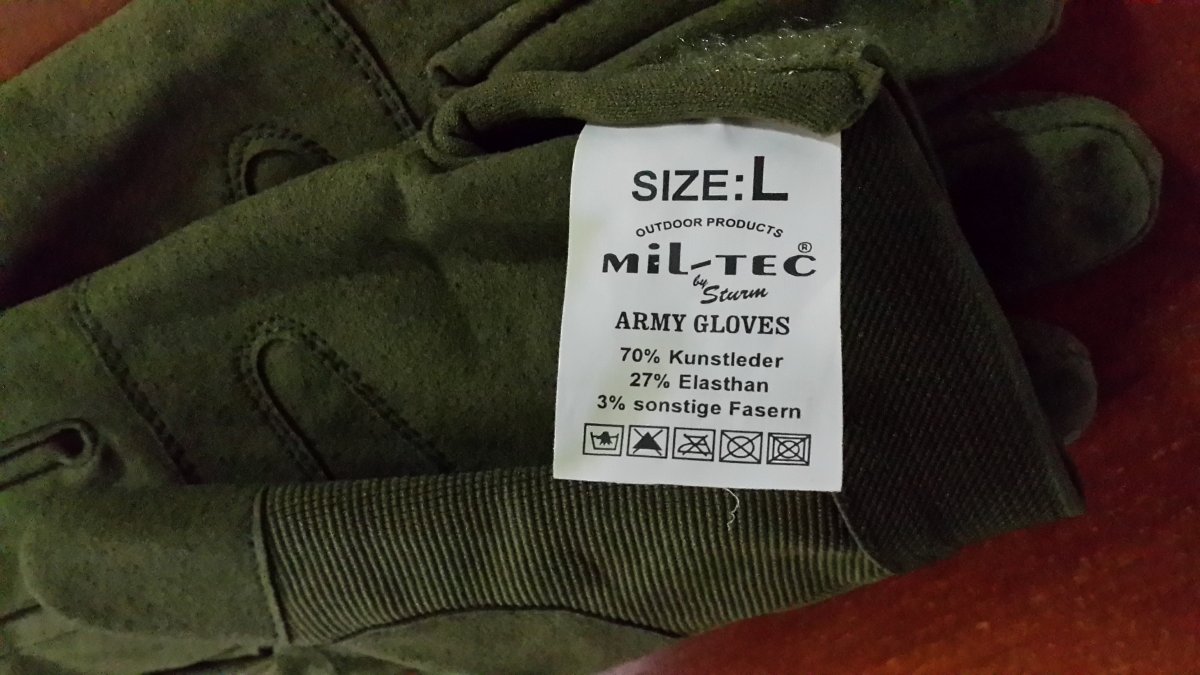 SIZE: L
OUTDOOR PRODUCTS
MiL-TEC®
by Sturm
ARMY GLOVES
70% Kunstleder
27% Elasthan
3% sonstige Fasern